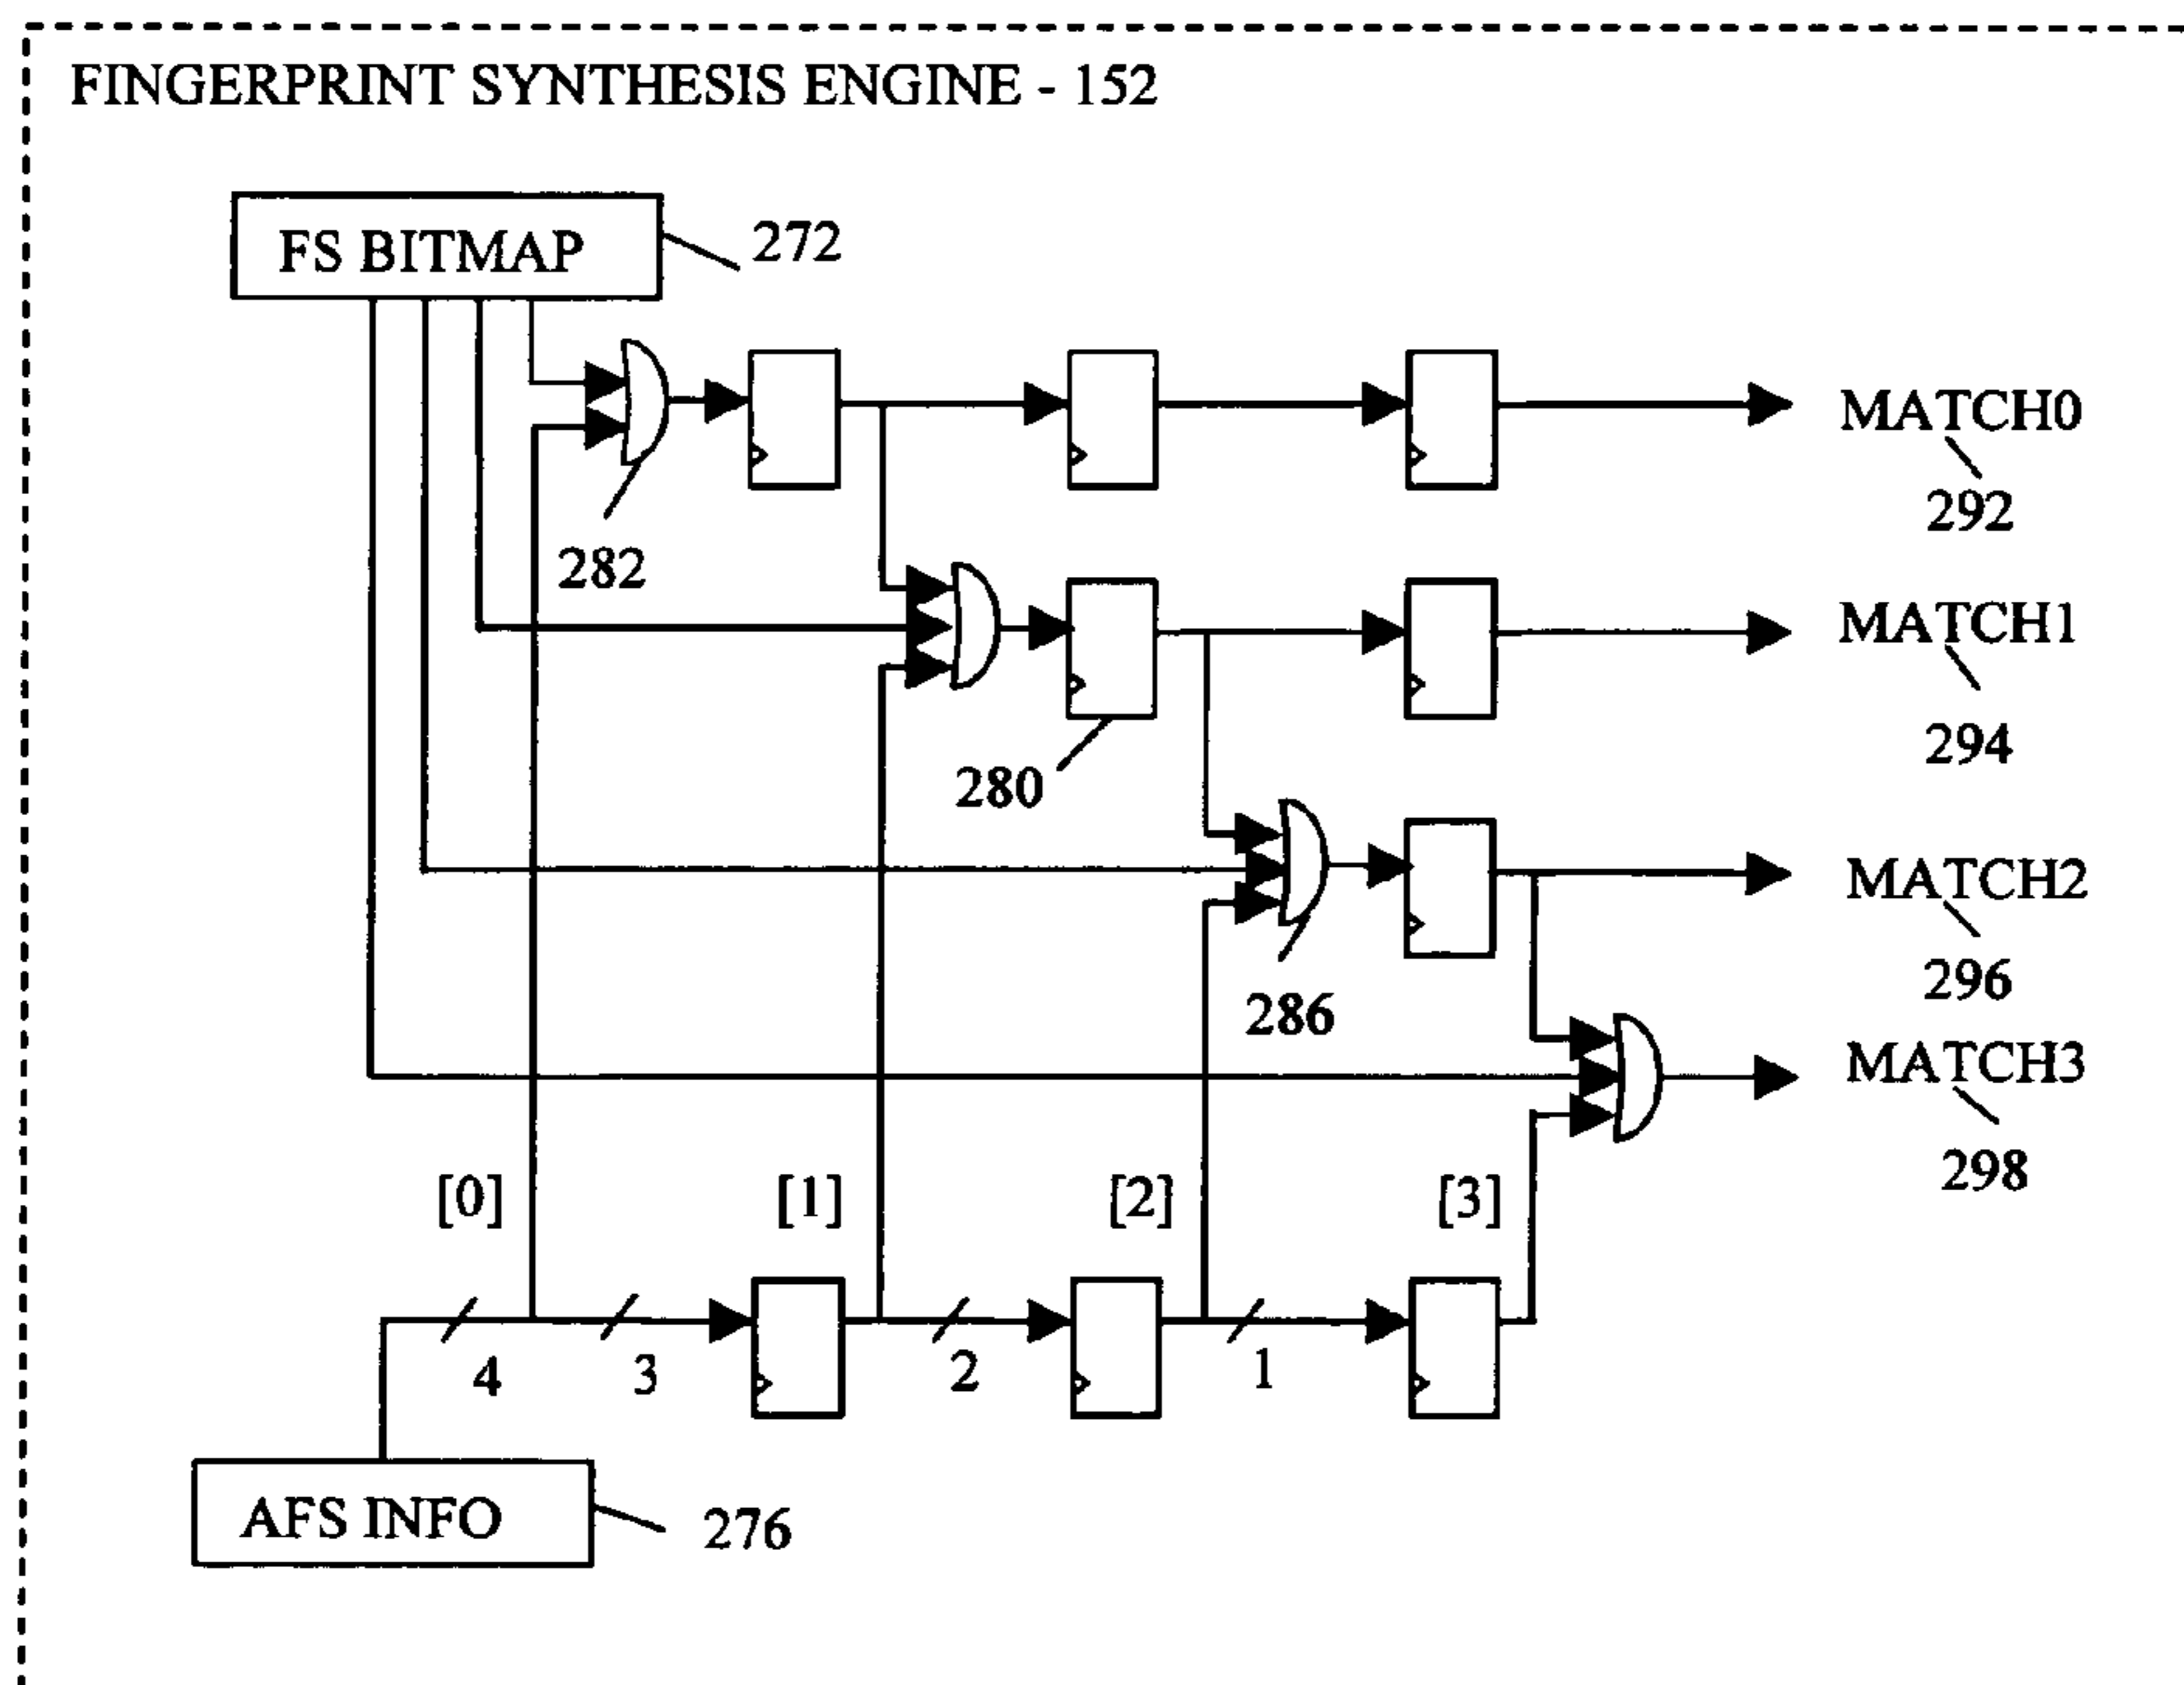 FINGERPRINT SYNTHESIS ENGINE - 152
FS BITMAP
272
MATCH0
292
282
MATCH1
294
280
MATCH2
296
286
MATCH3
298
[0]
[1]
[2]
[3]
4
3
2
1
AFS INFO
276